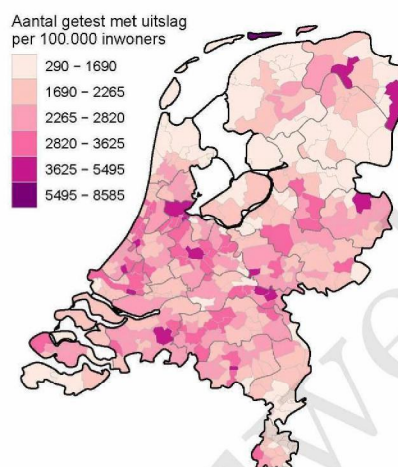 Aantal getest met uitslag
per 100.000 inwoners
290 – 1690
1690 – 2265
2265 – 2820
2820 – 3625
3625 – 5495
5495 – 8585